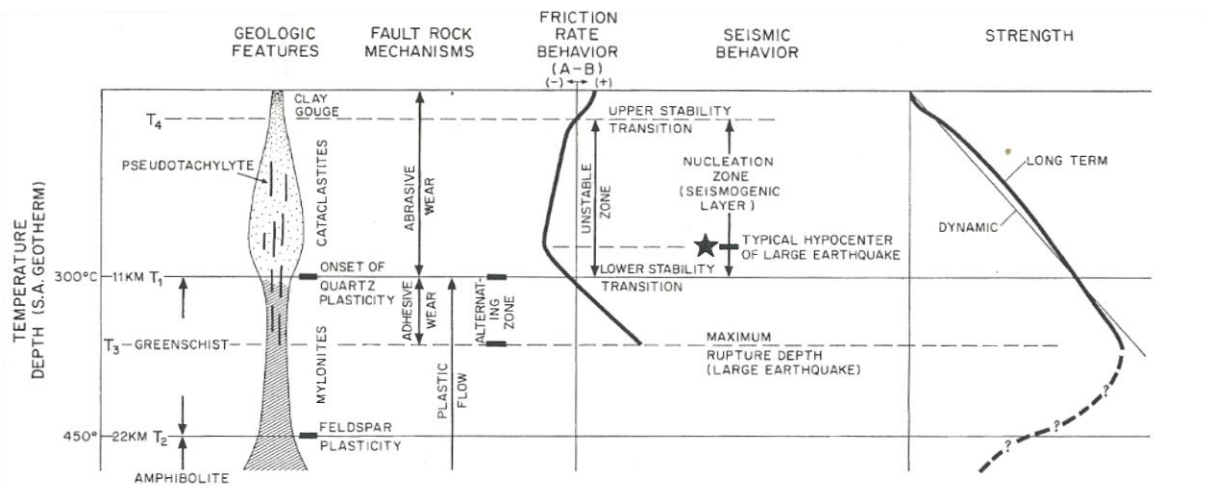 GEOLOGIC
FEATURES
FAULT ROCK
MECHANISMS
FRICTION
RATE
BEHAVIOR
(A-B)
(-) (+)
SEISMIC
BEHAVIOR
STRENGTH
TEMPERATURE
DEPTH (S.A. GEOTHERM)
T4
300°C
11KM T1
T3
GREENSCHIST
450°
22KM T2
AMPHIBOLITE
CLAY
GOUGE
PSEUDOTACHYLYTE
CATACLASTITES
ONSET OF
QUARTZ
PLASTICITY
MYLONITES
FELDSPAR
PLASTICITY
ABRASIVE
WEAR
ADHESIVE
WEAR
PLASTIC
FLOW
ALTERNAT-
ING
ZONE
UPPER STABILITY
TRANSITION
UNSTABLE
ZONE
NUCLEATION
ZONE
(SEISMOGENIC
LAYER)
TYPICAL HYPOCENTER
OF LARGE EARTHQUAKE
LOWER STABILITY
TRANSITION
MAXIMUM
RUPTURE DEPTH
(LARGE EARTHQUAKE)
LONG TERM
DYNAMIC
?
?
?